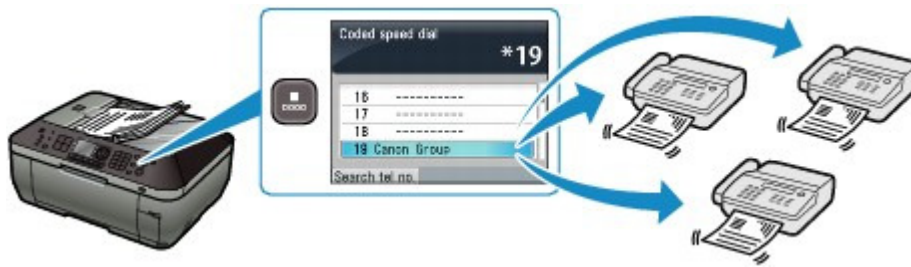 Coded speed dial
*19
16 ----------
17 ----------
18 ----------
19 Canon Group
Search tel no.